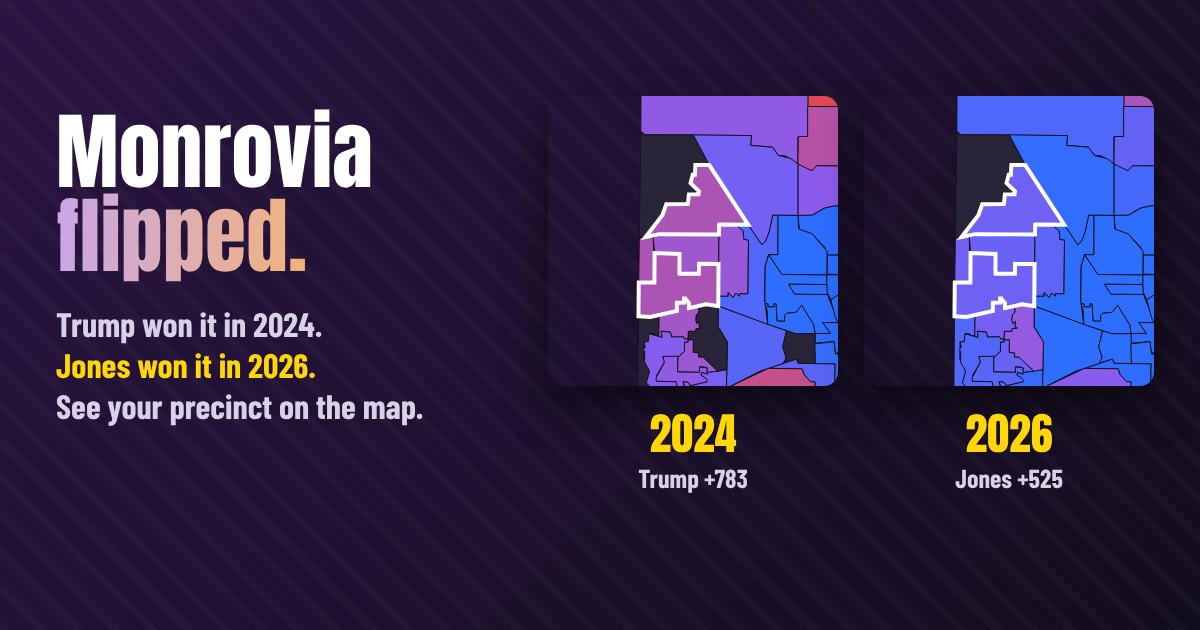 Monrovia
flipped.
Trump won it in 2024.
Jones won it in 2026.
See your precinct on the map.
2024
Trump +783
2026
Jones +525